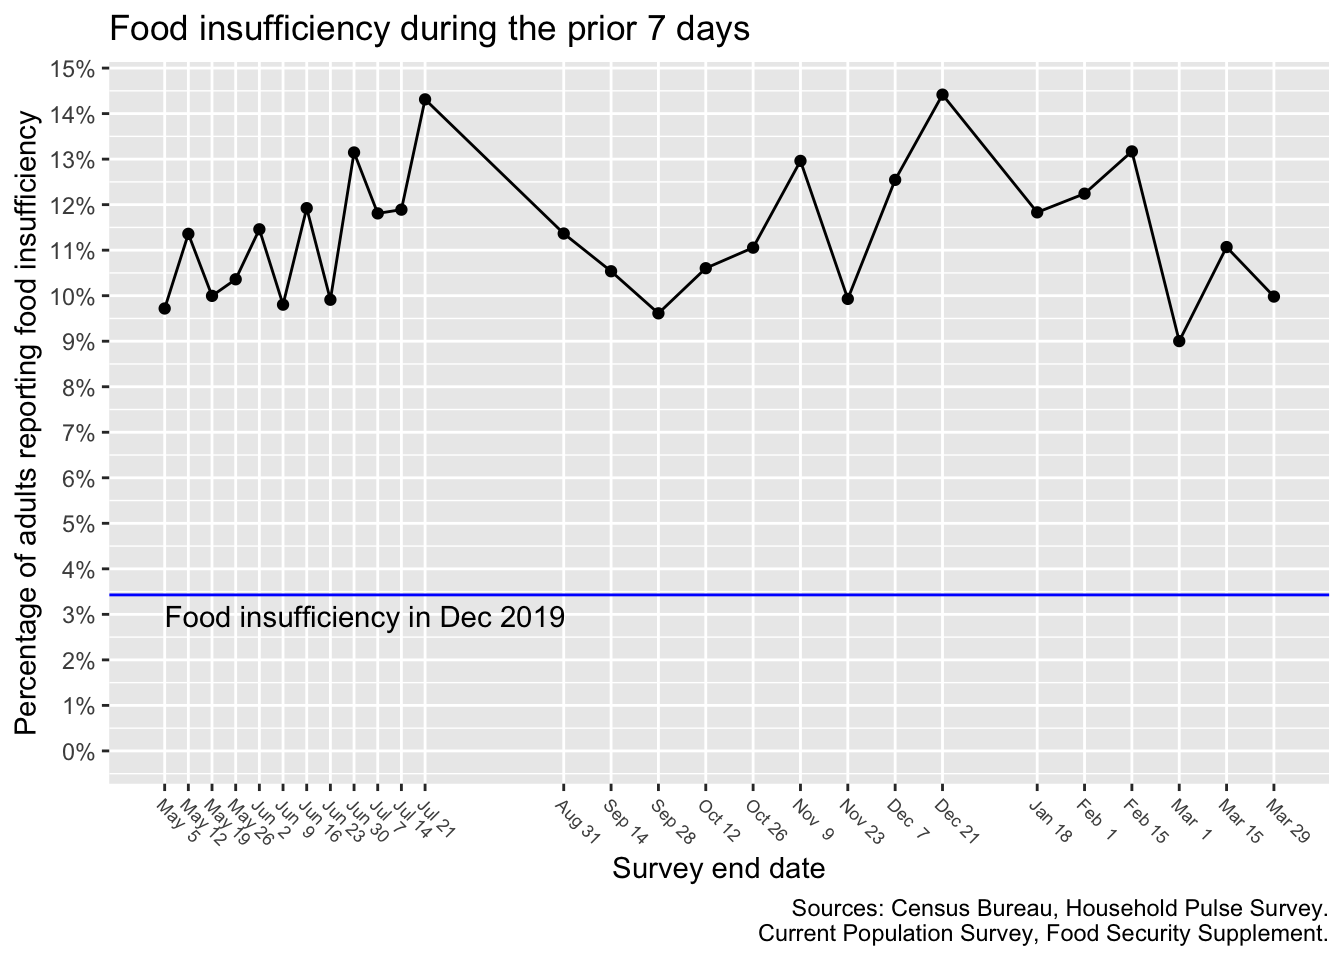 Food insufficiency during the prior 7 days
Percentage of adults reporting food insufficiency
15%
14%
13%
12%
11%
10%
9%
8%
7%
6%
5%
4%
3%
2%
1%
0%
Food insufficiency in Dec 2019
May 5
May 12
May 19
May 26
Jun 2
Jun 9
Jun 16
Jun 23
Jun 30
Jul 7
Jul 14
Jul 21
Aug 31
Sep 14
Sep 28
Oct 12
Oct 26
Nov 9
Nov 23
Dec 7
Dec 21
Jan 18
Feb 1
Feb 15
Mar 1
Mar 15
Mar 29
Survey end date
Sources: Census Bureau, Household Pulse Survey.
Current Population Survey, Food Security Supplement.